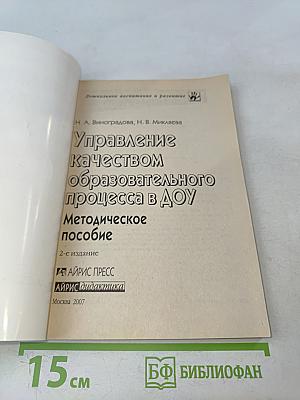 Дошкольное воспитание и развитие
Н. А. Виноградова, Н. В. Микляева
Управление
качеством
образовательного
процесса в ДОУ
Методическое
пособие
2-е издание
АЙРИС ПРЕСС
АЙРИС дидактика
Москва 2007
15 см
БФ БИБЛИОФАН